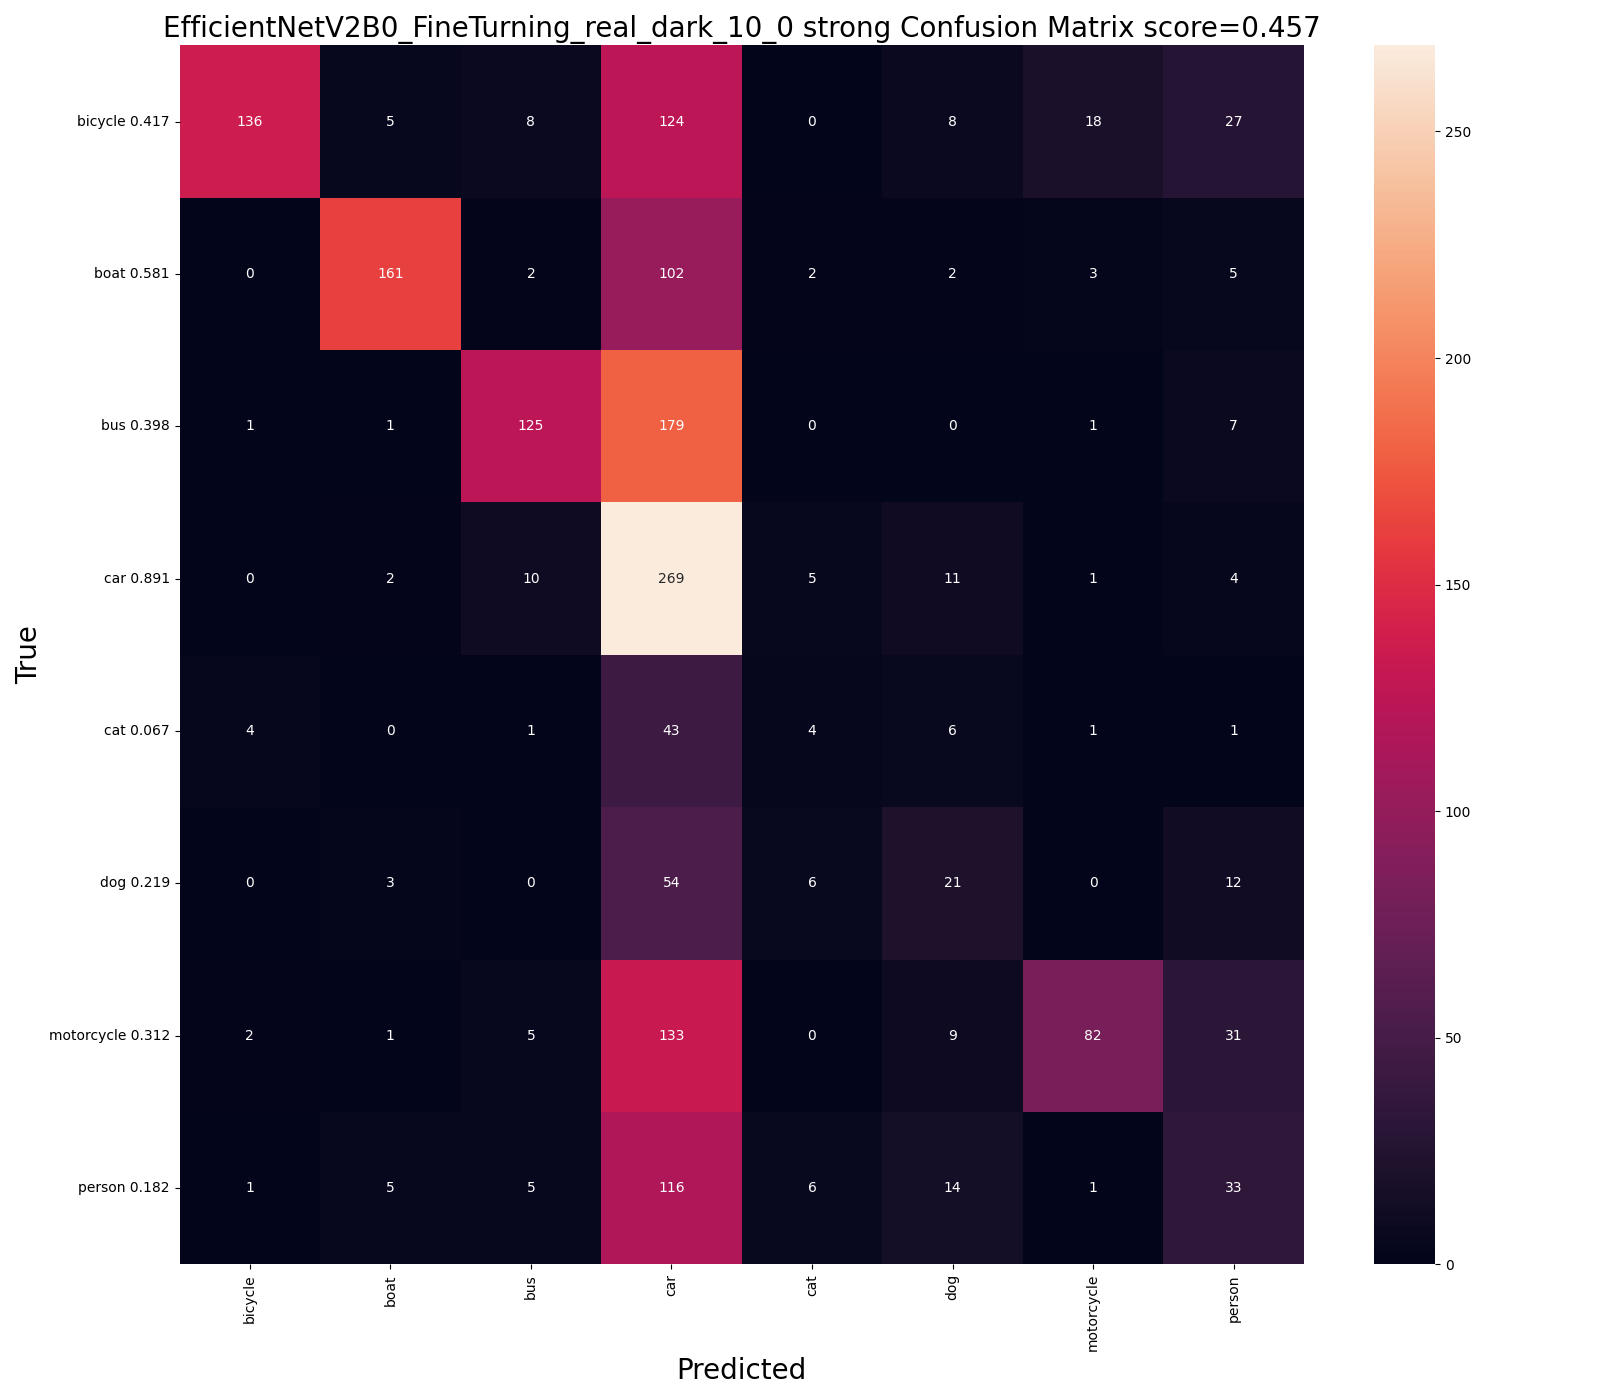 EfficientNetV2B0_FineTurning_real_dark_10_0 strong Confusion Matrix score=0.457
bicycle 0.417 136 5 8 124 0 8 18 27
boat 0.581 0 161 2 102 2 2 3 5
bus 0.398 1 1 125 179 0 0 1 7
car 0.891 0 2 10 269 5 11 1 4
cat 0.067 4 0 1 43 4 6 1 1
dog 0.219 0 3 0 54 6 21 0 12
motorcycle 0.312 2 1 5 133 0 9 82 31
person 0.182 1 5 5 116 6 14 1 33
bicycle boat bus car cat dog motorcycle person
True
Predicted
250
200
150
100
50
0